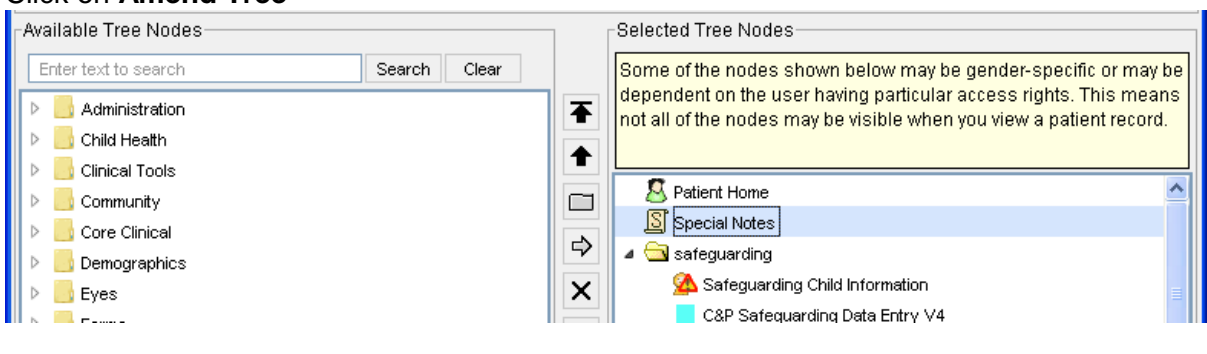 Click on Amend Tree
Available Tree Nodes
Enter text to search
Search
Clear
Administration
Child Health
Clinical Tools
Community
Core Clinical
Demographics
Eyes
Forms
Selected Tree Nodes
Some of the nodes shown below may be gender-specific or may be
dependent on the user having particular access rights. This means
not all of the nodes may be visible when you view a patient record.
Patient Home
Special Notes
safeguarding
Safeguarding Child Information
C&P Safeguarding Data Entry V4